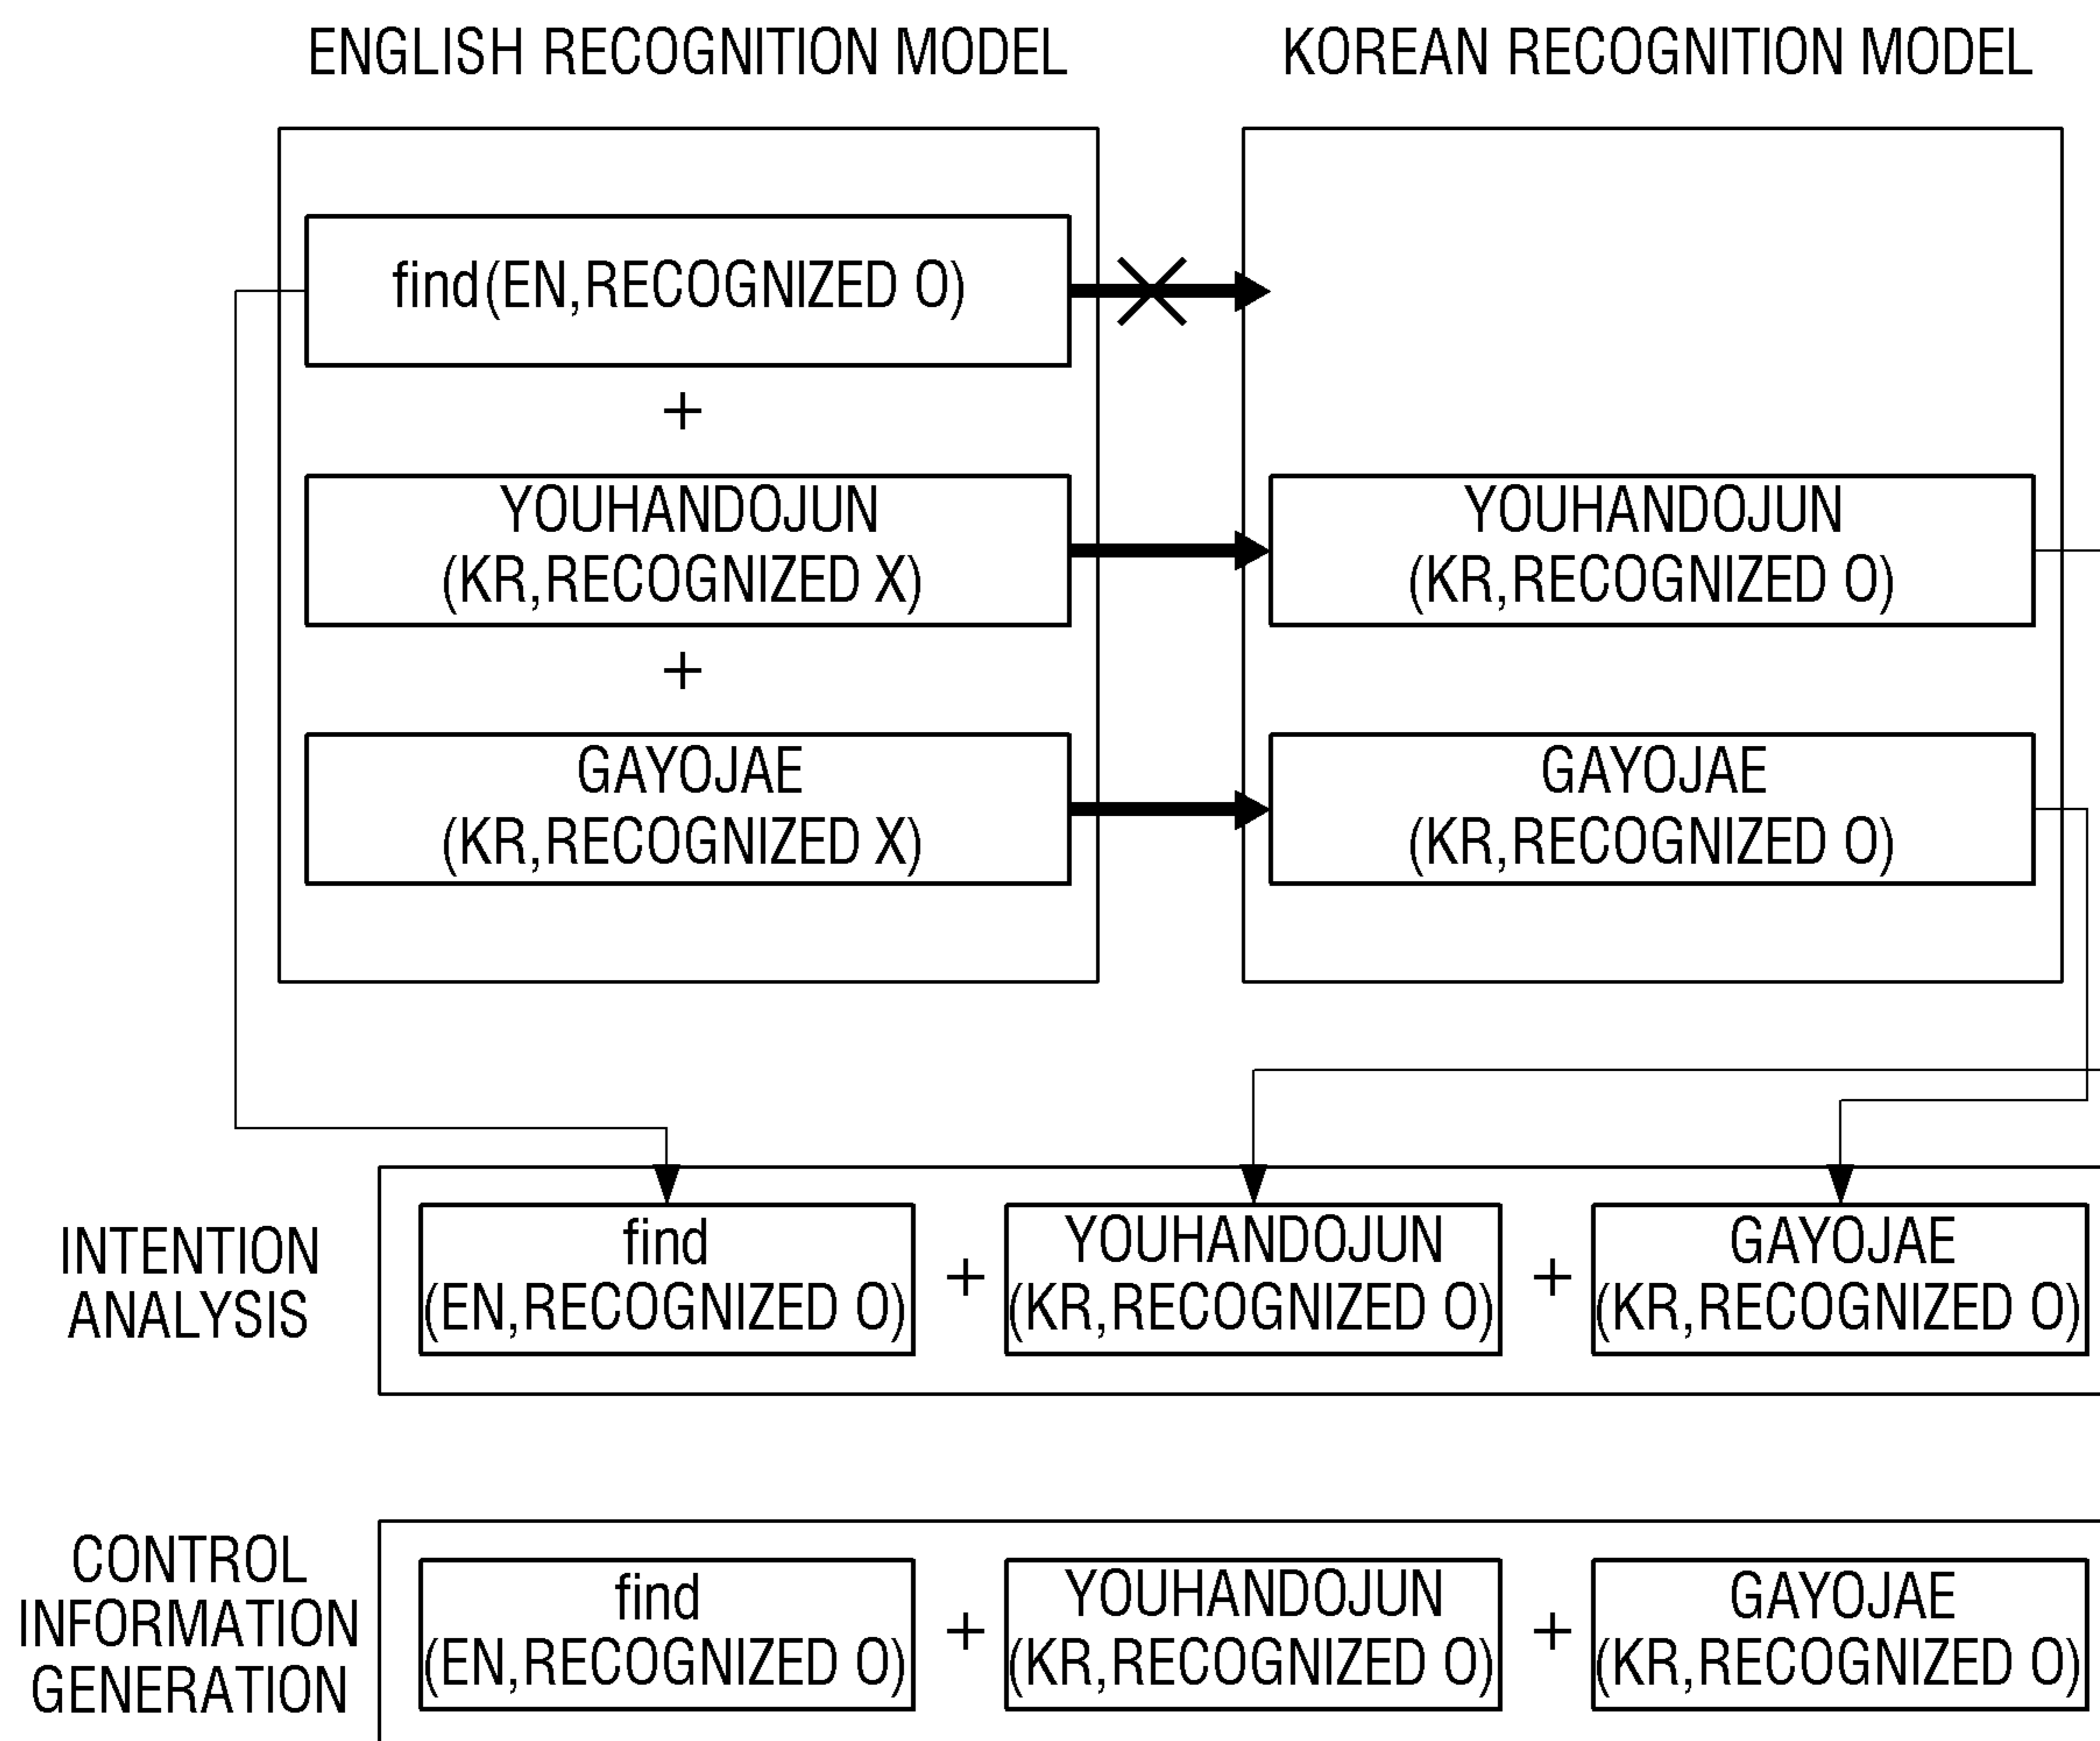 ENGLISH RECOGNITION MODEL
KOREAN RECOGNITION MODEL
find(EN,RECOGNIZED O)
+
YOUHANDOJUN
(KR,RECOGNIZED X)
YOUHANDOJUN
(KR,RECOGNIZED O)
+
GAYOJAE
(KR,RECOGNIZED X)
GAYOJAE
(KR,RECOGNIZED O)
INTENTION
ANALYSIS
find
(EN,RECOGNIZED O)
+
YOUHANDOJUN
(KR,RECOGNIZED O)
+
GAYOJAE
(KR,RECOGNIZED O)
CONTROL
INFORMATION
GENERATION
find
(EN,RECOGNIZED O)
+
YOUHANDOJUN
(KR,RECOGNIZED O)
+
GAYOJAE
(KR,RECOGNIZED O)